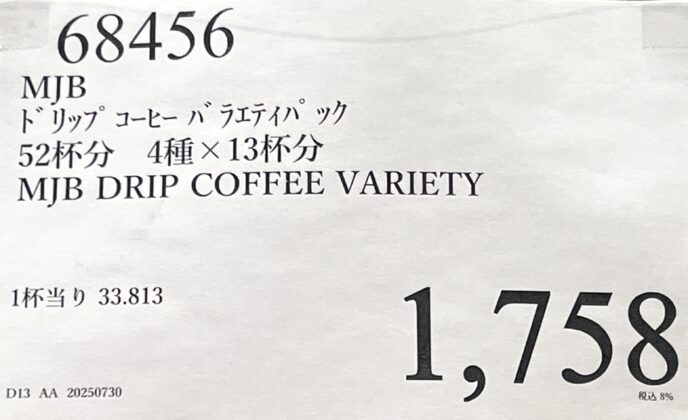 68456
MJB
ドリップコーヒー バラエティパック
52杯分　4種×13杯分
MJB DRIP COFFEE VARIETY
1杯当り 33.813
1,758
税込 8%
D13 AA 20250730